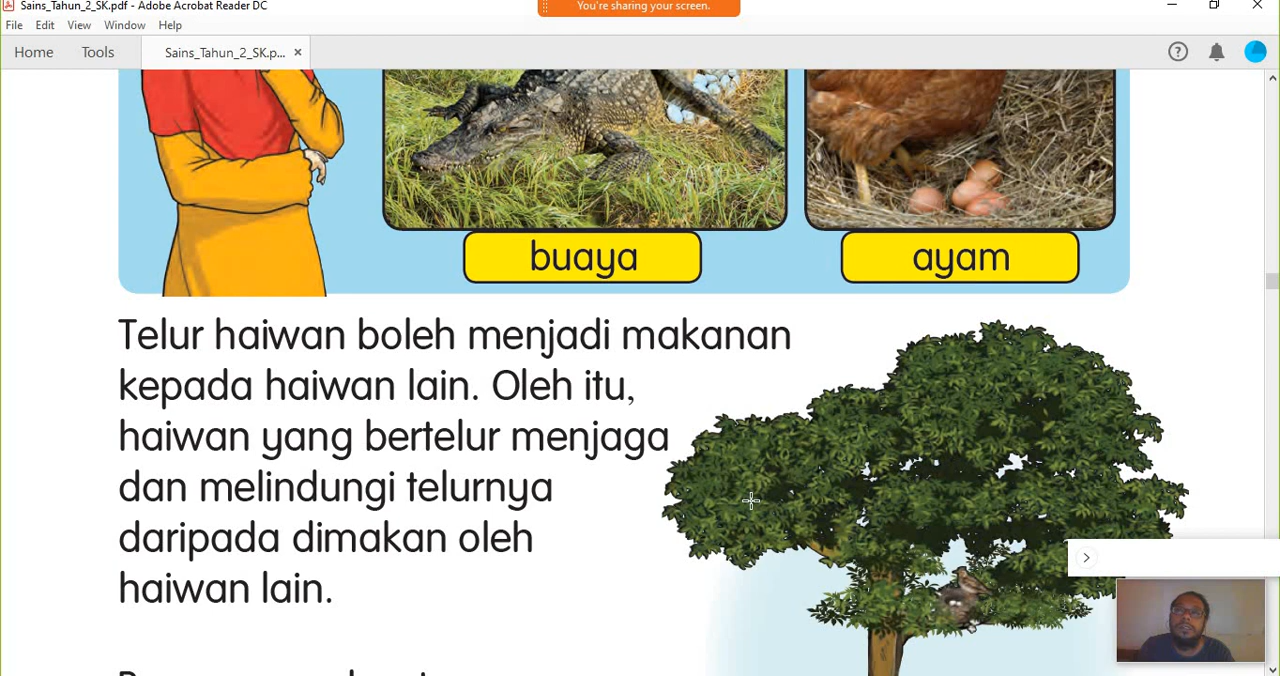 Sains_Tahun_2_SK.pdf - Adobe Acrobat Reader DC
You're sharing your screen.
File Edit View Window Help
Home Tools Sains_Tahun_2_SK.p... ×
buaya ayam
Telur haiwan boleh menjadi makanan
kepada haiwan lain. Oleh itu,
haiwan yang bertelur menjaga
dan melindungi telurnya
daripada dimakan oleh
haiwan lain.